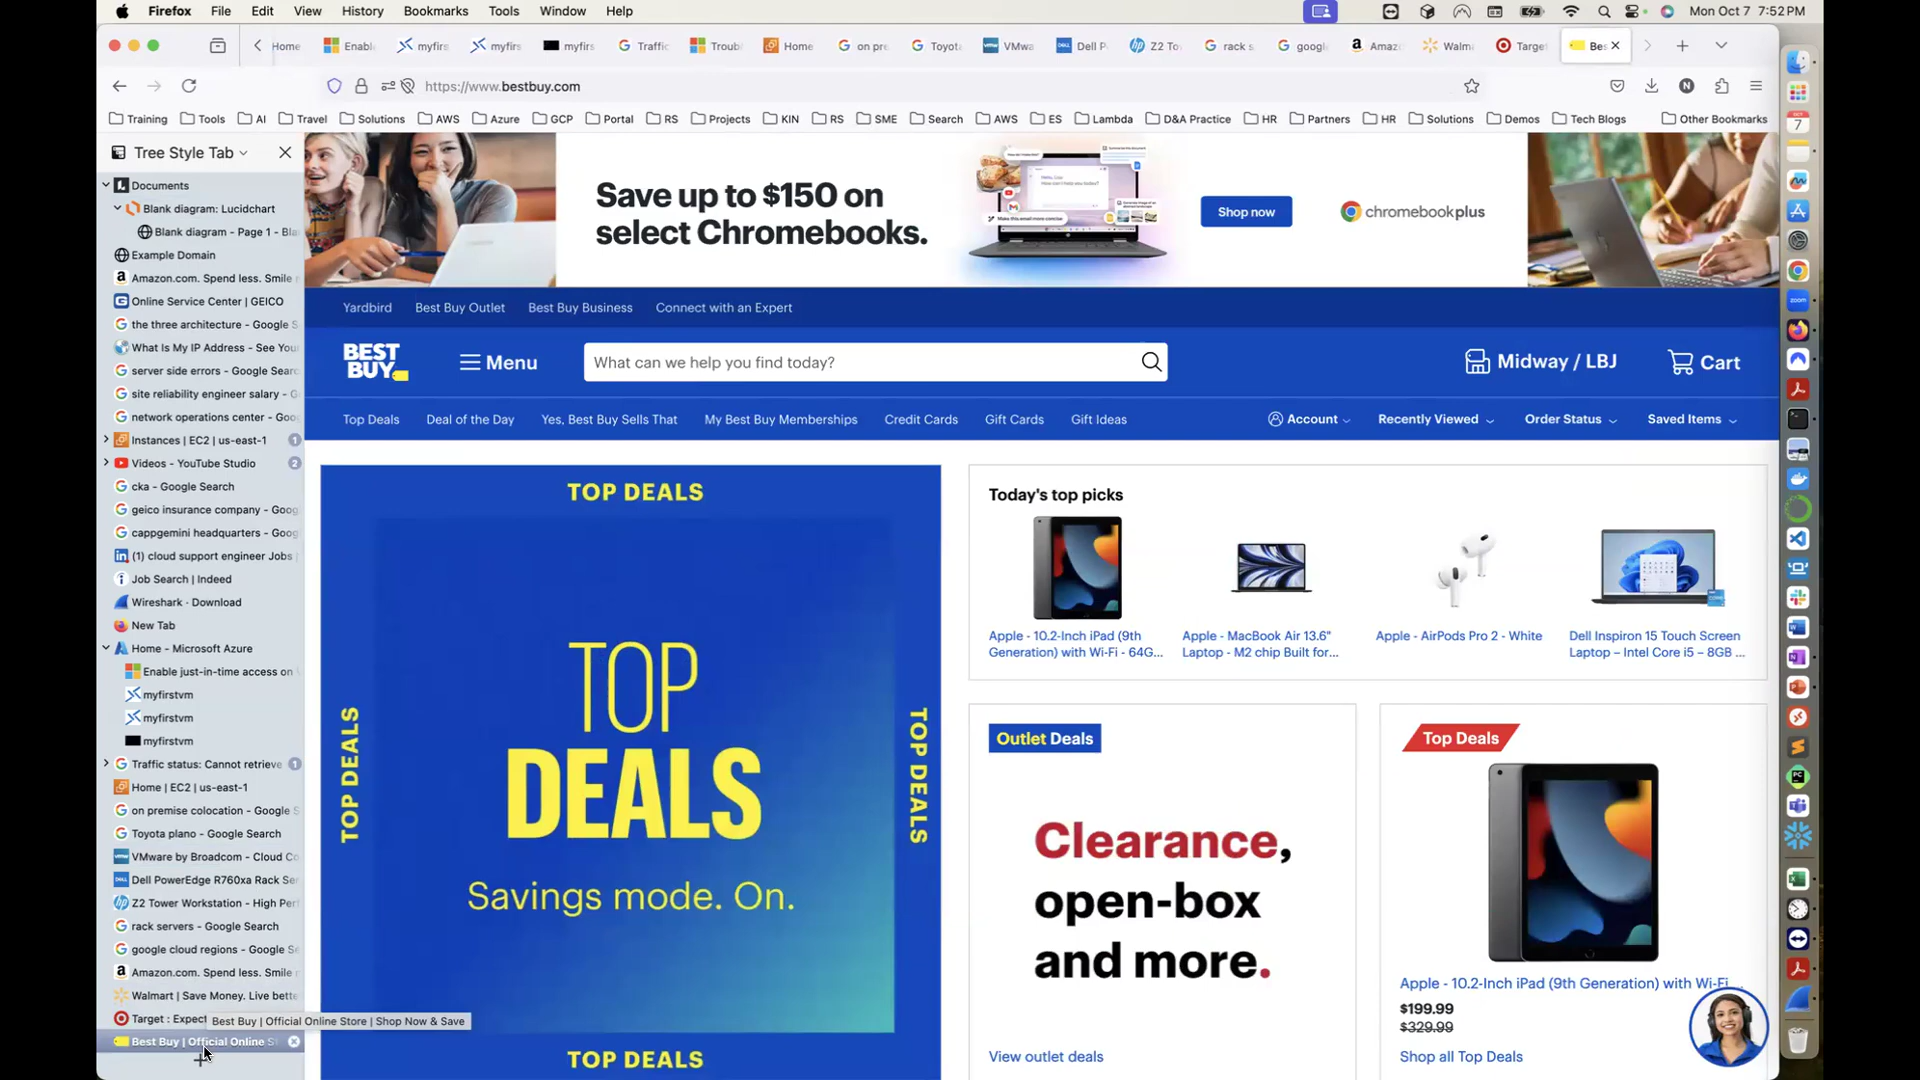 Firefox File Edit View History Bookmarks Tools Window Help
Mon Oct 7 7:52 PM
Home Enabl myfirs myfirs myfirs Traffic Troubl Home on pre Toyota VMwa Dell P Z2 To rack s google Amazo Walma Target Bes
https://www.bestbuy.com
Training Tools AI Travel Solutions AWS Azure GCP Portal RS Projects KIN RS SME Search AWS ES Lambda D&A Practice HR Partners HR Solutions Demos Tech Blogs Other Bookmarks
Tree Style Tab
Documents
Blank diagram: Lucidchart
Blank diagram - Page 1 - Bla
Example Domain
Amazon.com. Spend less. Smile
Online Service Center | GEICO
the three architecture - Google S
What Is My IP Address - See You
server side errors - Google Sear
site reliability engineer salary - G
network operations center - Goo
Instances | EC2 | us-east-1 1
Videos - YouTube Studio 2
cka - Google Search
geico insurance company - Goog
cappgemini headquarters - Goog
(1) cloud support engineer Jobs
Job Search | Indeed
Wireshark · Download
New Tab
Home - Microsoft Azure
Enable just-in-time access on
myfirstvm
myfirstvm
myfirstvm
Traffic status: Cannot retrieve 1
Home | EC2 | us-east-1
on premise colocation - Google S
Toyota plano - Google Search
VMware by Broadcom - Cloud Co
Dell PowerEdge R760xa Rack Ser
Z2 Tower Workstation - High Perf
rack servers - Google Search
google cloud regions - Google Se
Amazon.com. Spend less. Smile
Walmart | Save Money. Live bette
Target : Expect
Best Buy | Official Online Store | Shop Now & Save
Best Buy | Official Online St
Save up to $150 on
select Chromebooks.
Shop now
chromebookplus
Yardbird Best Buy Outlet Best Buy Business Connect with an Expert
BEST
BUY
Menu
What can we help you find today?
Midway / LBJ
Cart
Top Deals Deal of the Day Yes, Best Buy Sells That My Best Buy Memberships Credit Cards Gift Cards Gift Ideas
Account Recently Viewed Order Status Saved Items
TOP DEALS
TOP DEALS
TOP
DEALS
TOP DEALS
Savings mode. On.
TOP DEALS
Today's top picks
Apple - 10.2-Inch iPad (9th
Generation) with Wi-Fi - 64G...
Apple - MacBook Air 13.6"
Laptop - M2 chip Built for...
Apple - AirPods Pro 2 - White
Dell Inspiron 15 Touch Screen
Laptop – Intel Core i5 – 8GB ...
Outlet Deals
Clearance,
open-box
and more.
View outlet deals
Top Deals
Apple - 10.2-Inch iPad (9th Generation) with Wi-Fi...
$199.99
$329.99
Shop all Top Deals